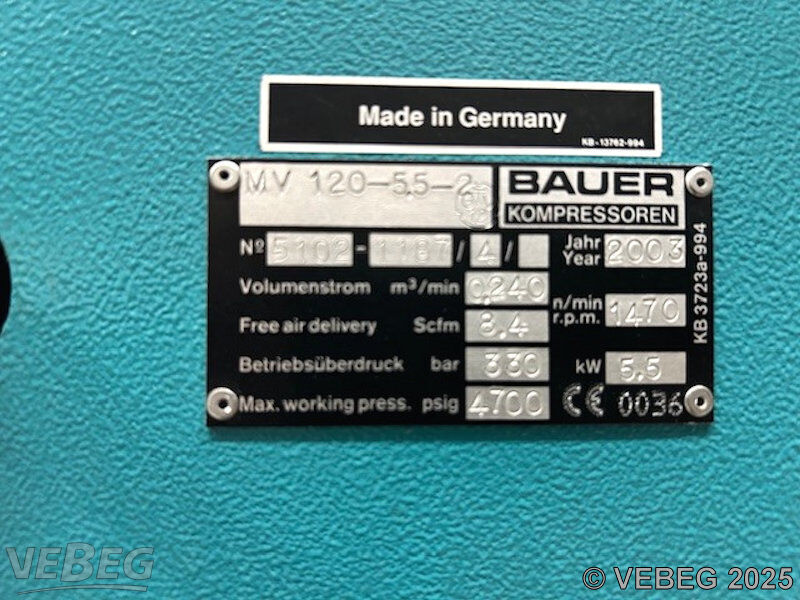 Made in Germany
KB-13762-994
MV 120-5,5-2
BAUER
KOMPRESSOREN
Nº 5102-1187/4/
Jahr
Year 2003
Volumenstrom m³/min 0,240
Free air delivery Scfm 8.4
n/min
r.p.m. 1470
Betriebsüberdruck bar 330
kW 5.5
Max. working press. psig 4700
CE 0036
KB 3723a-994
VEBEG
© VEBEG 2025